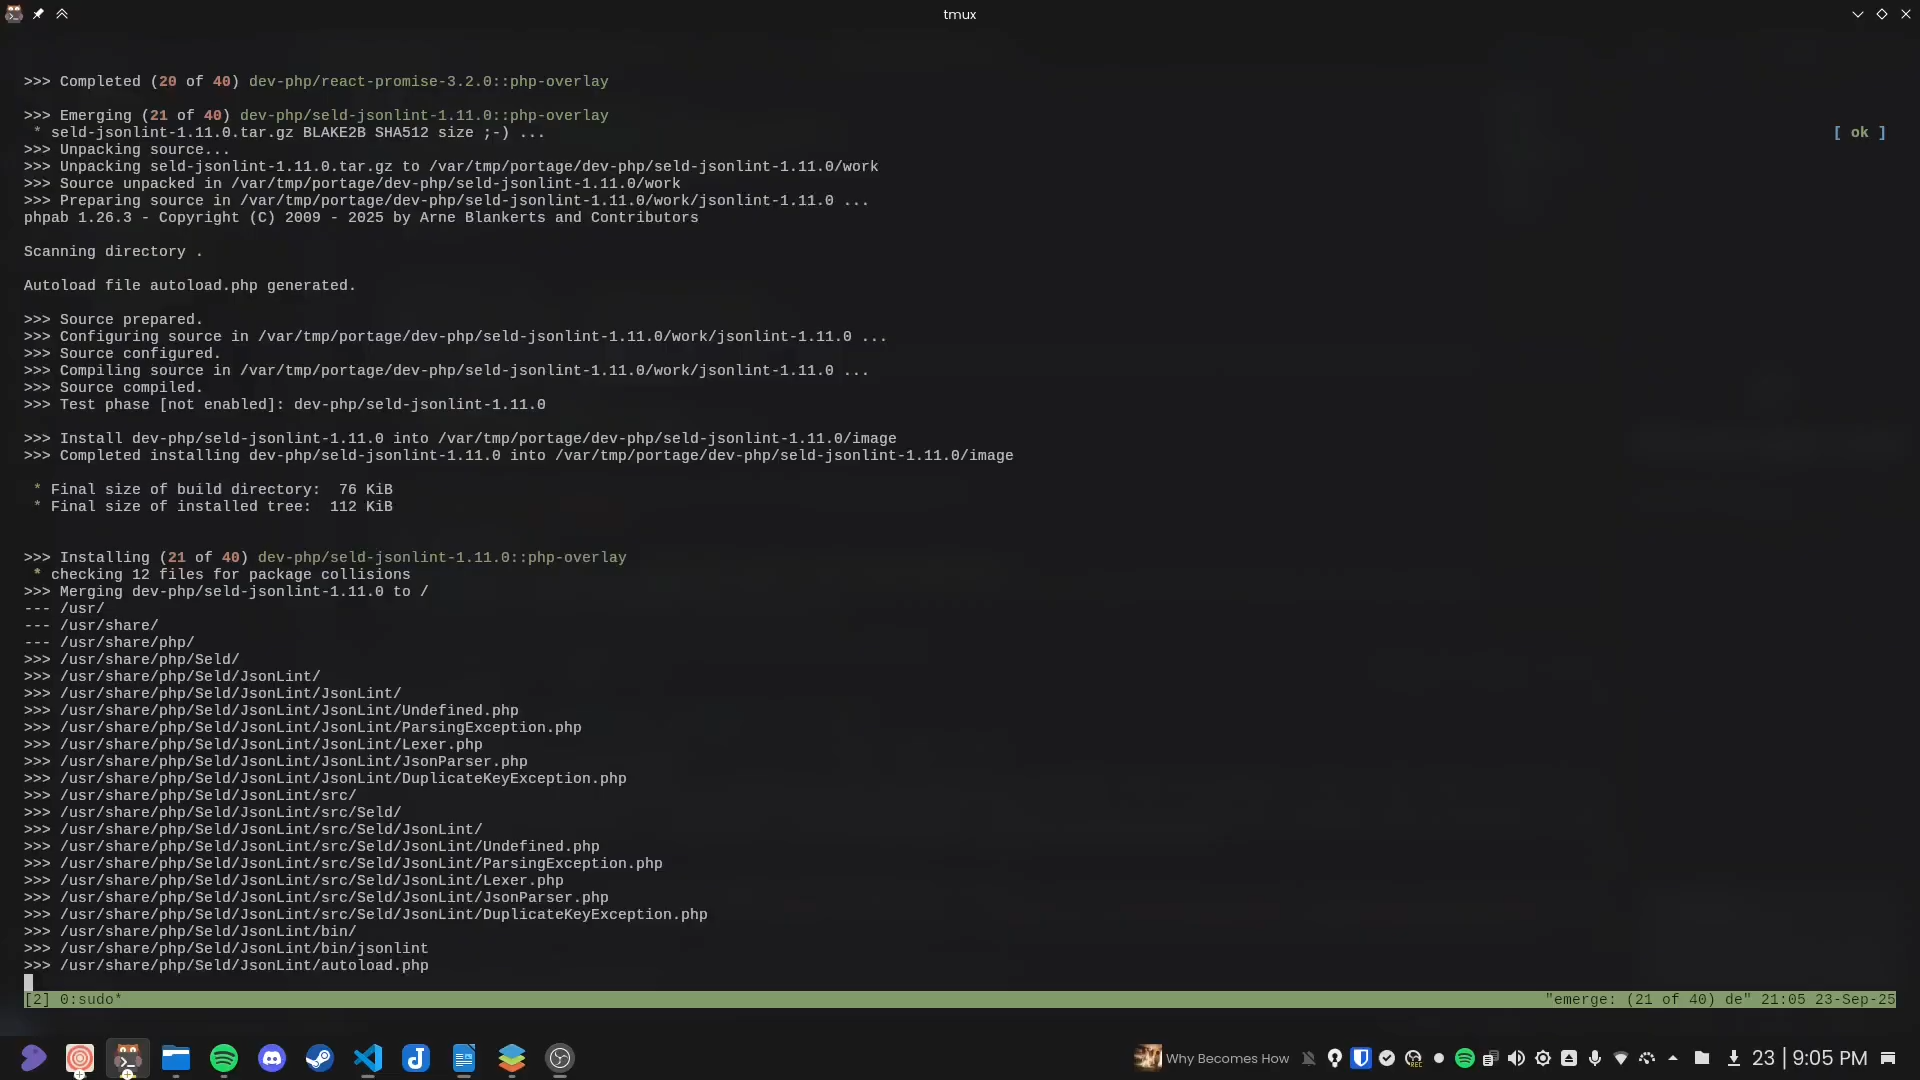 tmux
>>> Completed (20 of 40) dev-php/react-promise-3.2.0::php-overlay
>>> Emerging (21 of 40) dev-php/seld-jsonlint-1.11.0::php-overlay
* seld-jsonlint-1.11.0.tar.gz BLAKE2B SHA512 size ;-) ... [ ok ]
>>> Unpacking source...
>>> Unpacking seld-jsonlint-1.11.0.tar.gz to /var/tmp/portage/dev-php/seld-jsonlint-1.11.0/work
>>> Source unpacked in /var/tmp/portage/dev-php/seld-jsonlint-1.11.0/work
>>> Preparing source in /var/tmp/portage/dev-php/seld-jsonlint-1.11.0/work/jsonlint-1.11.0 ...
phpab 1.26.3 - Copyright (C) 2009 - 2025 by Arne Blankerts and Contributors
Scanning directory .
Autoload file autoload.php generated.
>>> Source prepared.
>>> Configuring source in /var/tmp/portage/dev-php/seld-jsonlint-1.11.0/work/jsonlint-1.11.0 ...
>>> Source configured.
>>> Compiling source in /var/tmp/portage/dev-php/seld-jsonlint-1.11.0/work/jsonlint-1.11.0 ...
>>> Source compiled.
>>> Test phase [not enabled]: dev-php/seld-jsonlint-1.11.0
>>> Install dev-php/seld-jsonlint-1.11.0 into /var/tmp/portage/dev-php/seld-jsonlint-1.11.0/image
>>> Completed installing dev-php/seld-jsonlint-1.11.0 into /var/tmp/portage/dev-php/seld-jsonlint-1.11.0/image
* Final size of build directory:  76 KiB
* Final size of installed tree:  112 KiB
>>> Installing (21 of 40) dev-php/seld-jsonlint-1.11.0::php-overlay
* checking 12 files for package collisions
>>> Merging dev-php/seld-jsonlint-1.11.0 to /
--- /usr/
--- /usr/share/
--- /usr/share/php/
>>> /usr/share/php/Seld/
>>> /usr/share/php/Seld/JsonLint/
>>> /usr/share/php/Seld/JsonLint/JsonLint/
>>> /usr/share/php/Seld/JsonLint/JsonLint/Undefined.php
>>> /usr/share/php/Seld/JsonLint/JsonLint/ParsingException.php
>>> /usr/share/php/Seld/JsonLint/JsonLint/Lexer.php
>>> /usr/share/php/Seld/JsonLint/JsonLint/JsonParser.php
>>> /usr/share/php/Seld/JsonLint/JsonLint/DuplicateKeyException.php
>>> /usr/share/php/Seld/JsonLint/src/
>>> /usr/share/php/Seld/JsonLint/src/Seld/
>>> /usr/share/php/Seld/JsonLint/src/Seld/JsonLint/
>>> /usr/share/php/Seld/JsonLint/src/Seld/JsonLint/Undefined.php
>>> /usr/share/php/Seld/JsonLint/src/Seld/JsonLint/ParsingException.php
>>> /usr/share/php/Seld/JsonLint/src/Seld/JsonLint/Lexer.php
>>> /usr/share/php/Seld/JsonLint/src/Seld/JsonLint/JsonParser.php
>>> /usr/share/php/Seld/JsonLint/src/Seld/JsonLint/DuplicateKeyException.php
>>> /usr/share/php/Seld/JsonLint/bin/
>>> /usr/share/php/Seld/JsonLint/bin/jsonlint
>>> /usr/share/php/Seld/JsonLint/autoload.php
[2] 0:sudo* "emerge: (21 of 40) de" 21:05 23-Sep-25
Why Becomes How REC 23 | 9:05 PM